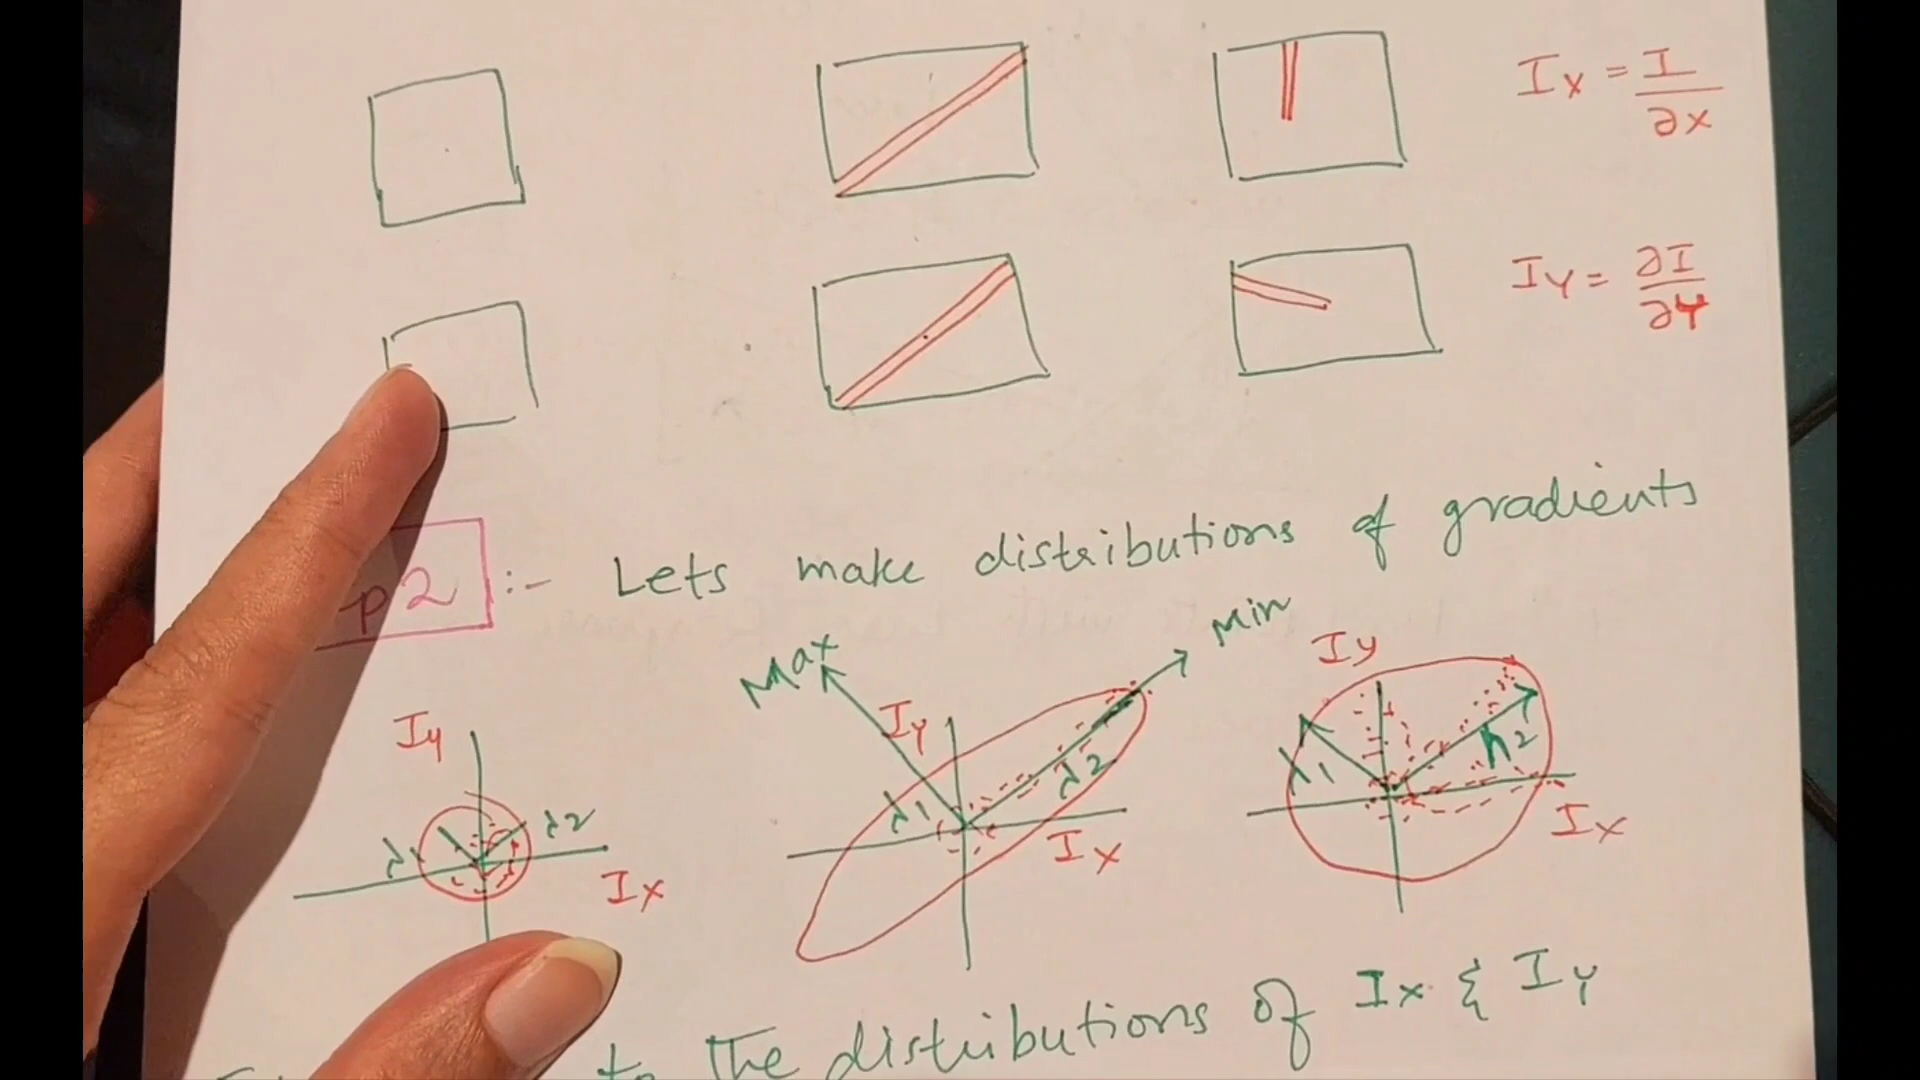 Ix = I/∂x
Iy = ∂I/∂y
p2 :- Lets make distributions of gradients
Max Min
Iy Iy Iy
λ1 λ2 λ1 λ2 λ1 λ2
Ix Ix Ix
to the distributions of Ix & Iy